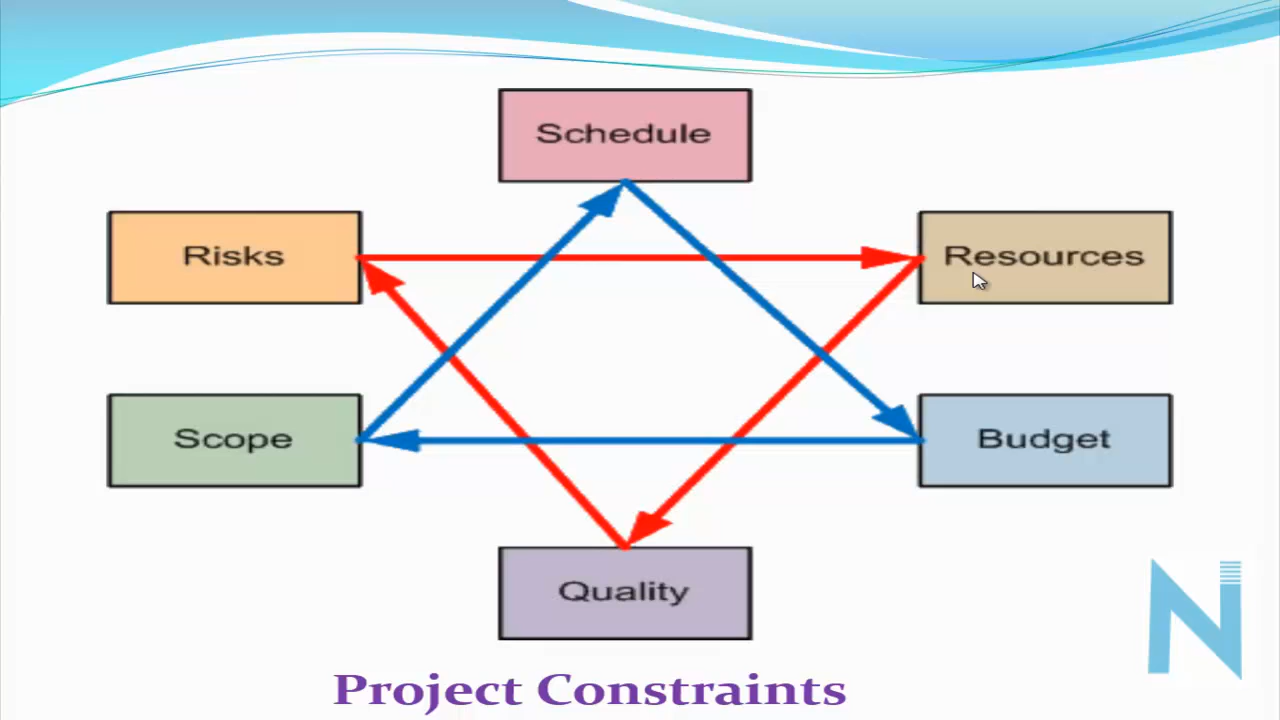 Schedule
Risks
Resources
Scope
Budget
Quality
Project Constraints
N